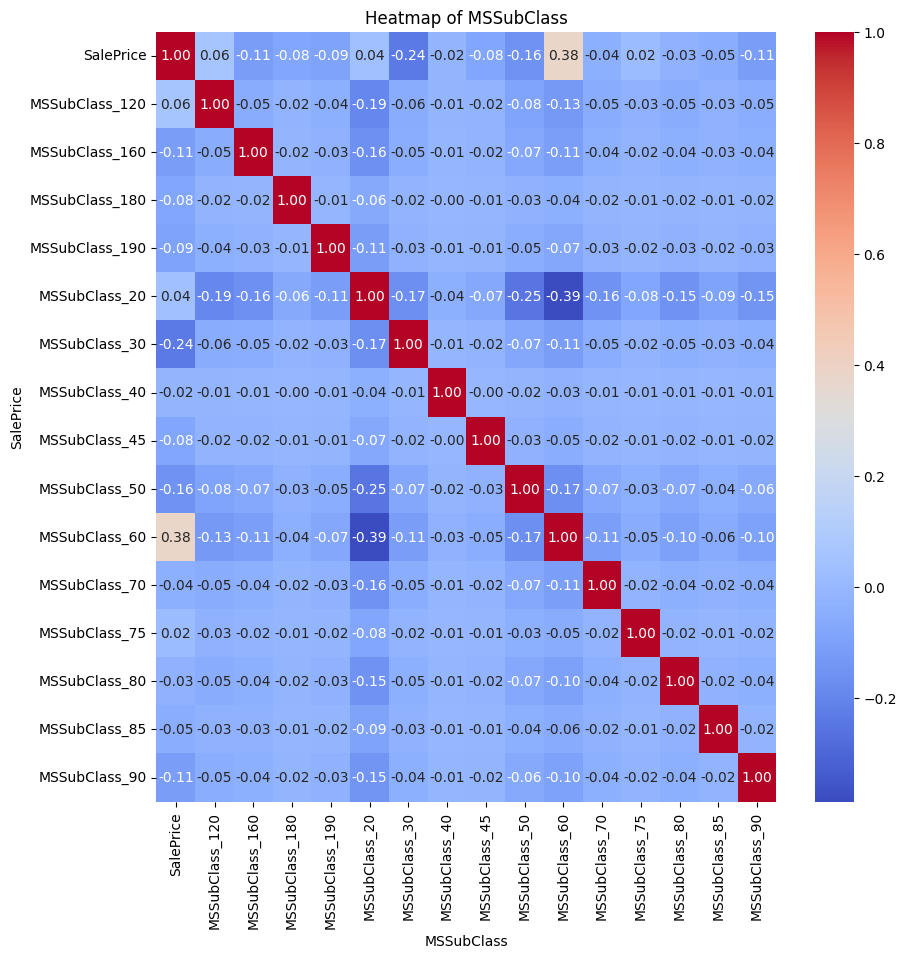 Heatmap of MSSubClass
SalePrice 1.00 0.06 -0.11 -0.08 -0.09 0.04 -0.24 -0.02 -0.08 -0.16 0.38 -0.04 0.02 -0.03 -0.05 -0.11
MSSubClass_120 0.06 1.00 -0.05 -0.02 -0.04 -0.19 -0.06 -0.01 -0.02 -0.08 -0.13 -0.05 -0.03 -0.05 -0.03 -0.05
MSSubClass_160 -0.11 -0.05 1.00 -0.02 -0.03 -0.16 -0.05 -0.01 -0.02 -0.07 -0.11 -0.04 -0.02 -0.04 -0.03 -0.04
MSSubClass_180 -0.08 -0.02 -0.02 1.00 -0.01 -0.06 -0.02 -0.00 -0.01 -0.03 -0.04 -0.02 -0.01 -0.02 -0.01 -0.02
MSSubClass_190 -0.09 -0.04 -0.03 -0.01 1.00 -0.11 -0.03 -0.01 -0.01 -0.05 -0.07 -0.03 -0.02 -0.03 -0.02 -0.03
MSSubClass_20 0.04 -0.19 -0.16 -0.06 -0.11 1.00 -0.17 -0.04 -0.07 -0.25 -0.39 -0.16 -0.08 -0.15 -0.09 -0.15
MSSubClass_30 -0.24 -0.06 -0.05 -0.02 -0.03 -0.17 1.00 -0.01 -0.02 -0.07 -0.11 -0.05 -0.02 -0.05 -0.03 -0.04
MSSubClass_40 -0.02 -0.01 -0.01 -0.00 -0.01 -0.04 -0.01 1.00 -0.00 -0.02 -0.03 -0.01 -0.01 -0.01 -0.01 -0.01
MSSubClass_45 -0.08 -0.02 -0.02 -0.01 -0.01 -0.07 -0.02 -0.00 1.00 -0.03 -0.05 -0.02 -0.01 -0.02 -0.01 -0.02
MSSubClass_50 -0.16 -0.08 -0.07 -0.03 -0.05 -0.25 -0.07 -0.02 -0.03 1.00 -0.17 -0.07 -0.03 -0.07 -0.04 -0.06
MSSubClass_60 0.38 -0.13 -0.11 -0.04 -0.07 -0.39 -0.11 -0.03 -0.05 -0.17 1.00 -0.11 -0.05 -0.10 -0.06 -0.10
MSSubClass_70 -0.04 -0.05 -0.04 -0.02 -0.03 -0.16 -0.05 -0.01 -0.02 -0.07 -0.11 1.00 -0.02 -0.04 -0.02 -0.04
MSSubClass_75 0.02 -0.03 -0.02 -0.01 -0.02 -0.08 -0.02 -0.01 -0.01 -0.03 -0.05 -0.02 1.00 -0.02 -0.01 -0.02
MSSubClass_80 -0.03 -0.05 -0.04 -0.02 -0.03 -0.15 -0.05 -0.01 -0.02 -0.07 -0.10 -0.04 -0.02 1.00 -0.02 -0.04
MSSubClass_85 -0.05 -0.03 -0.03 -0.01 -0.02 -0.09 -0.03 -0.01 -0.01 -0.04 -0.06 -0.02 -0.01 -0.02 1.00 -0.02
MSSubClass_90 -0.11 -0.05 -0.04 -0.02 -0.03 -0.15 -0.04 -0.01 -0.02 -0.06 -0.10 -0.04 -0.02 -0.04 -0.02 1.00
SalePrice
SalePrice
MSSubClass_120
MSSubClass_160
MSSubClass_180
MSSubClass_190
MSSubClass_20
MSSubClass_30
MSSubClass_40
MSSubClass_45
MSSubClass_50
MSSubClass_60
MSSubClass_70
MSSubClass_75
MSSubClass_80
MSSubClass_85
MSSubClass_90
MSSubClass
1.0
0.8
0.6
0.4
0.2
0.0
−0.2